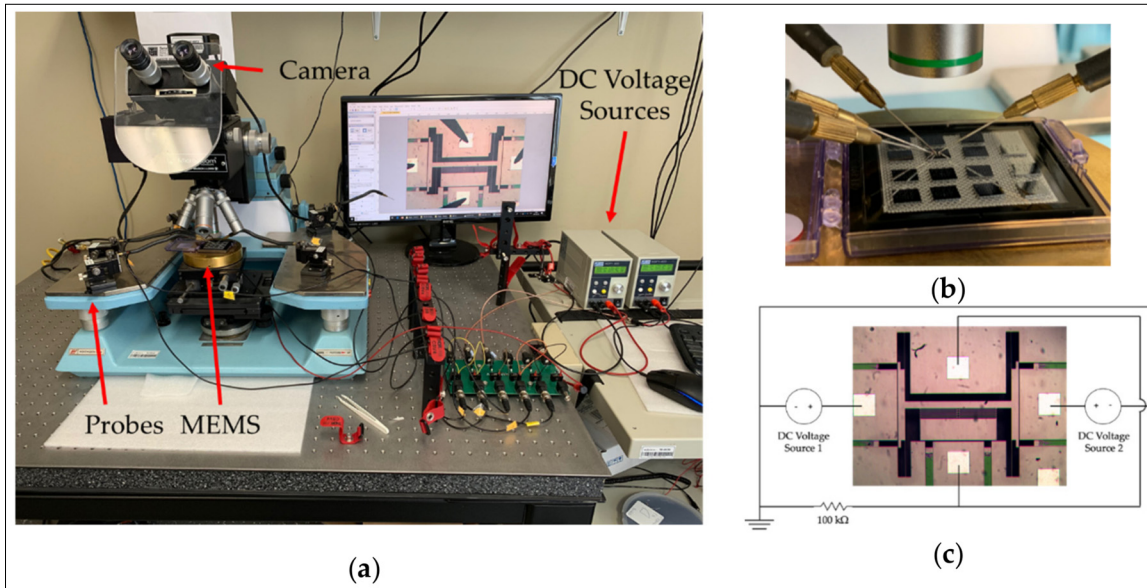 Camera
DC Voltage
Sources
Probes MEMS
(a)
(b)
DC Voltage
Source 1
DC Voltage
Source 2
100 kΩ
(c)